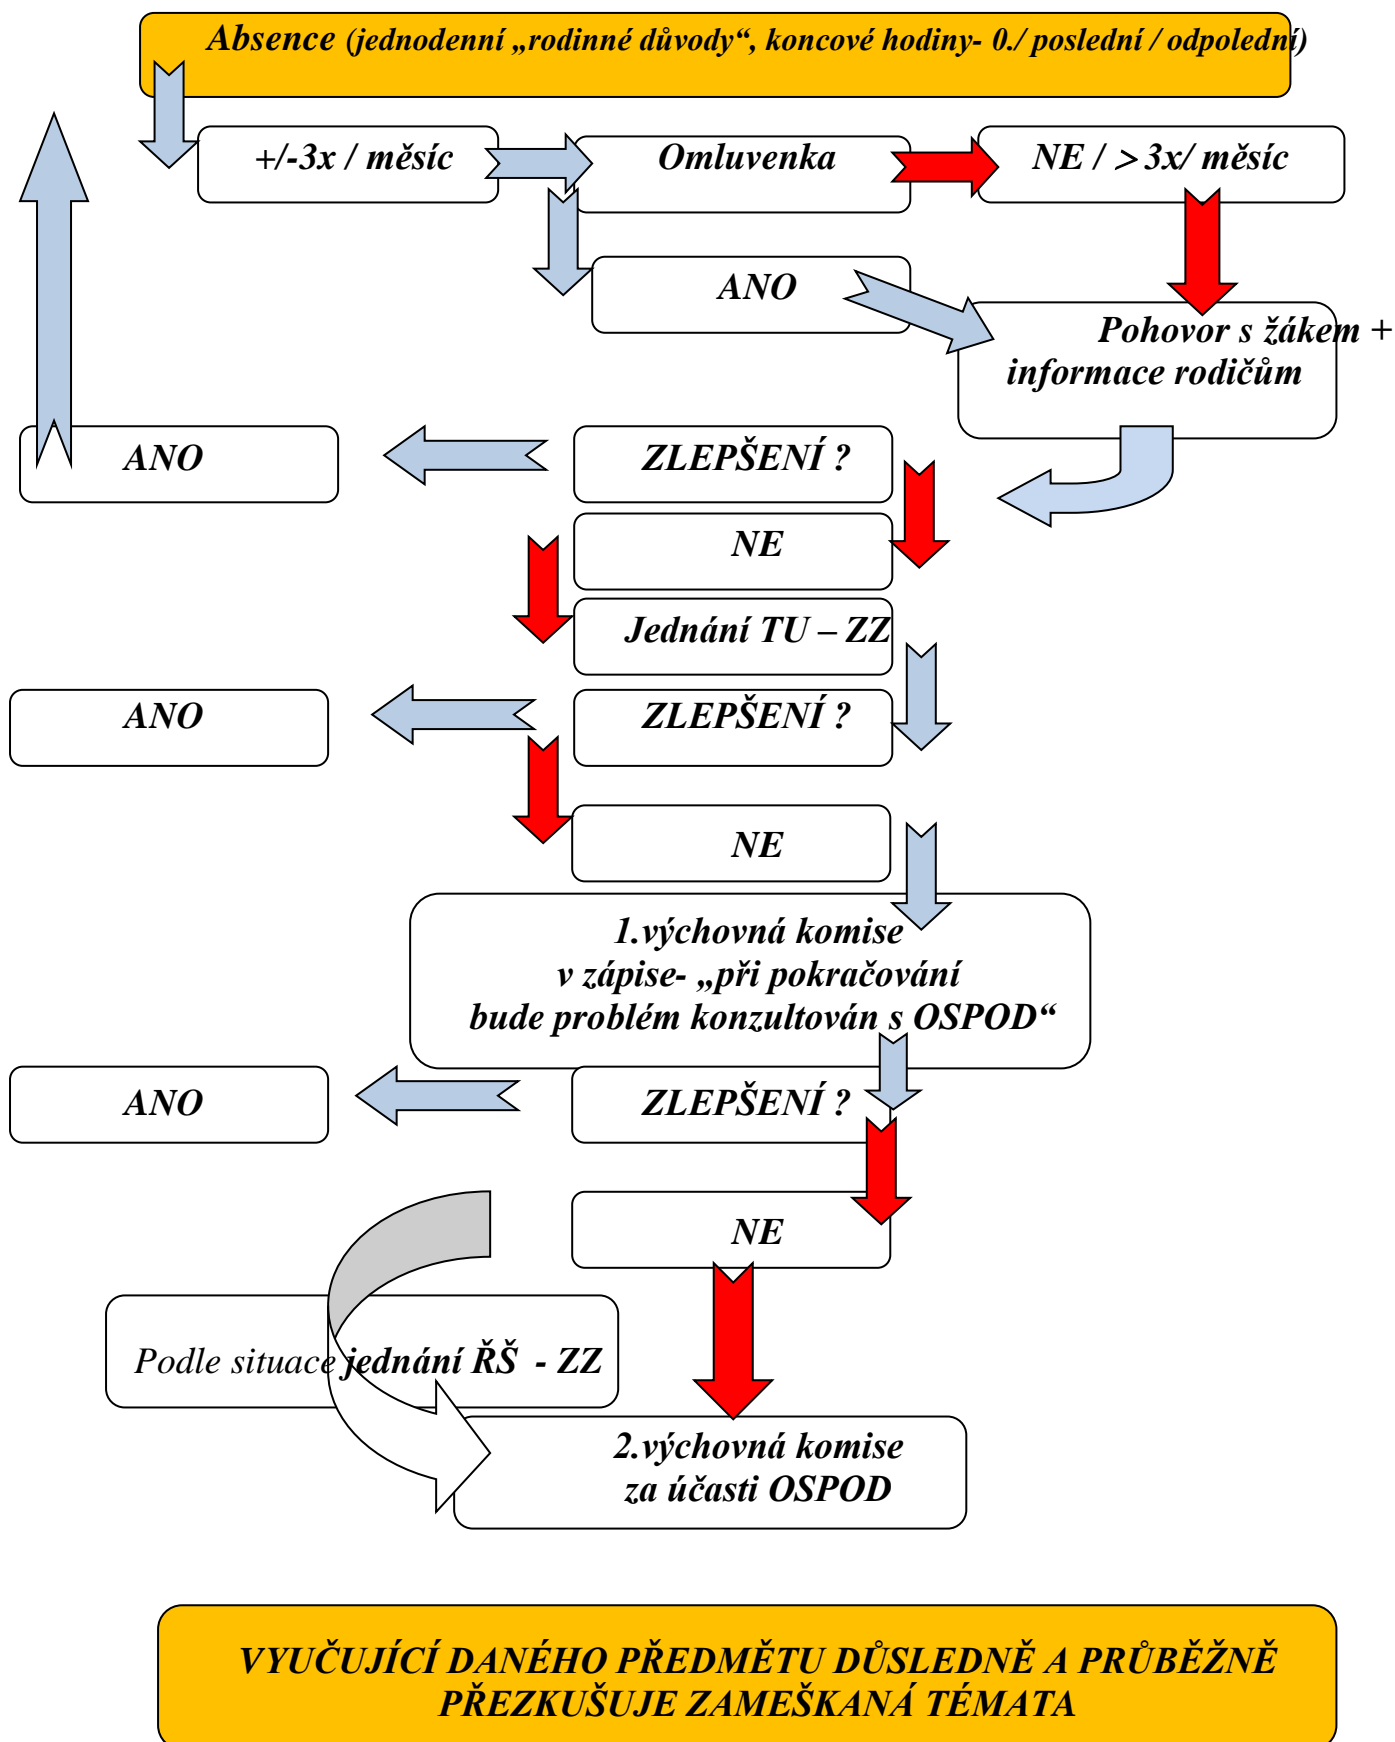 Absence (jednodenní „rodinné důvody“, koncové hodiny- 0./ poslední / odpolední)
+/-3x / měsíc
Omluvenka
NE / > 3x/ měsíc
ANO
Pohovor s žákem +
informace rodičům
ANO
ZLEPŠENÍ ?
NE
Jednání TU – ZZ
ANO
ZLEPŠENÍ ?
NE
1.výchovná komise
v zápise- „při pokračování
bude problém konzultován s OSPOD“
ANO
ZLEPŠENÍ ?
NE
Podle situace jednání ŘŠ - ZZ
2.výchovná komise
za účasti OSPOD
VYUČUJÍCÍ DANÉHO PŘEDMĚTU DŮSLEDNĚ A PRŮBĚŽNĚ
PŘEZKUŠUJE ZAMEŠKANÁ TÉMATA